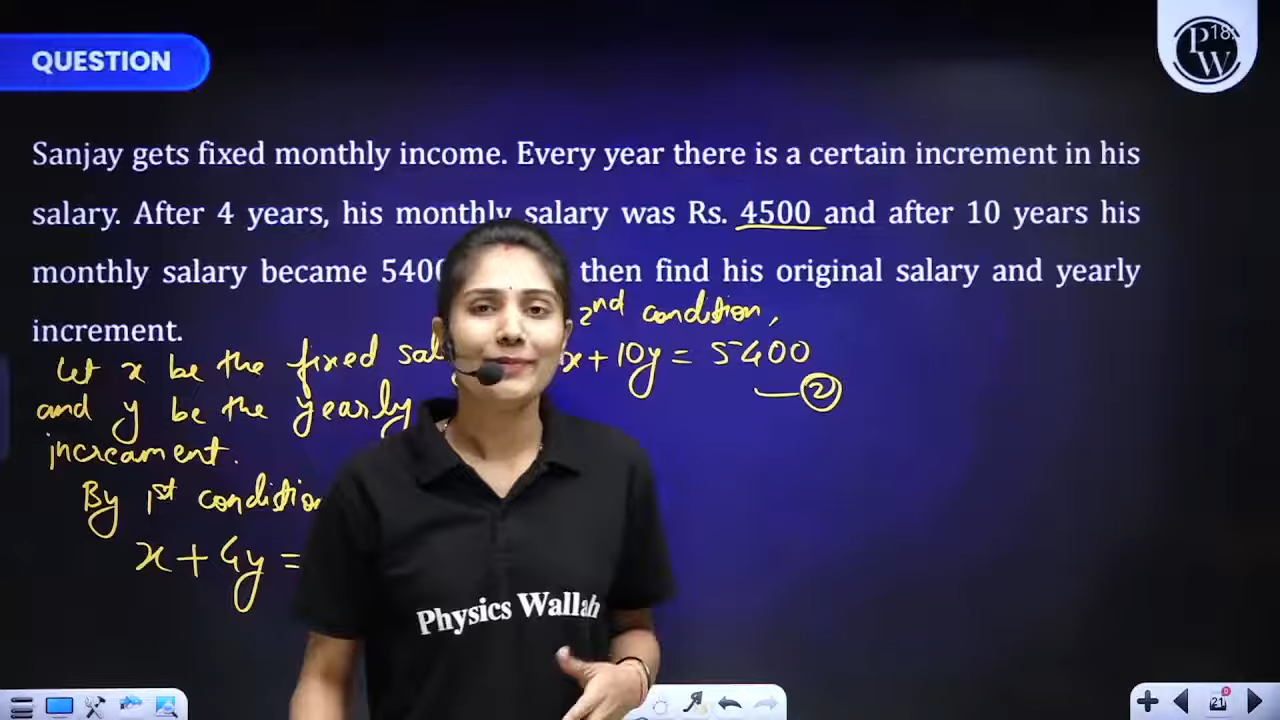 QUESTION
P 18
W
Sanjay gets fixed monthly income. Every year there is a certain increment in his
salary. After 4 years, his monthly salary was Rs. 4500 and after 10 years his
monthly salary became 5400 then find his original salary and yearly
increment.
Let x be the fixed sal
and y be the yearly
increament.
By 1st condition
x + 4y =
2nd condition,
x + 10y = 5400
— ②
Physics Wallah
21